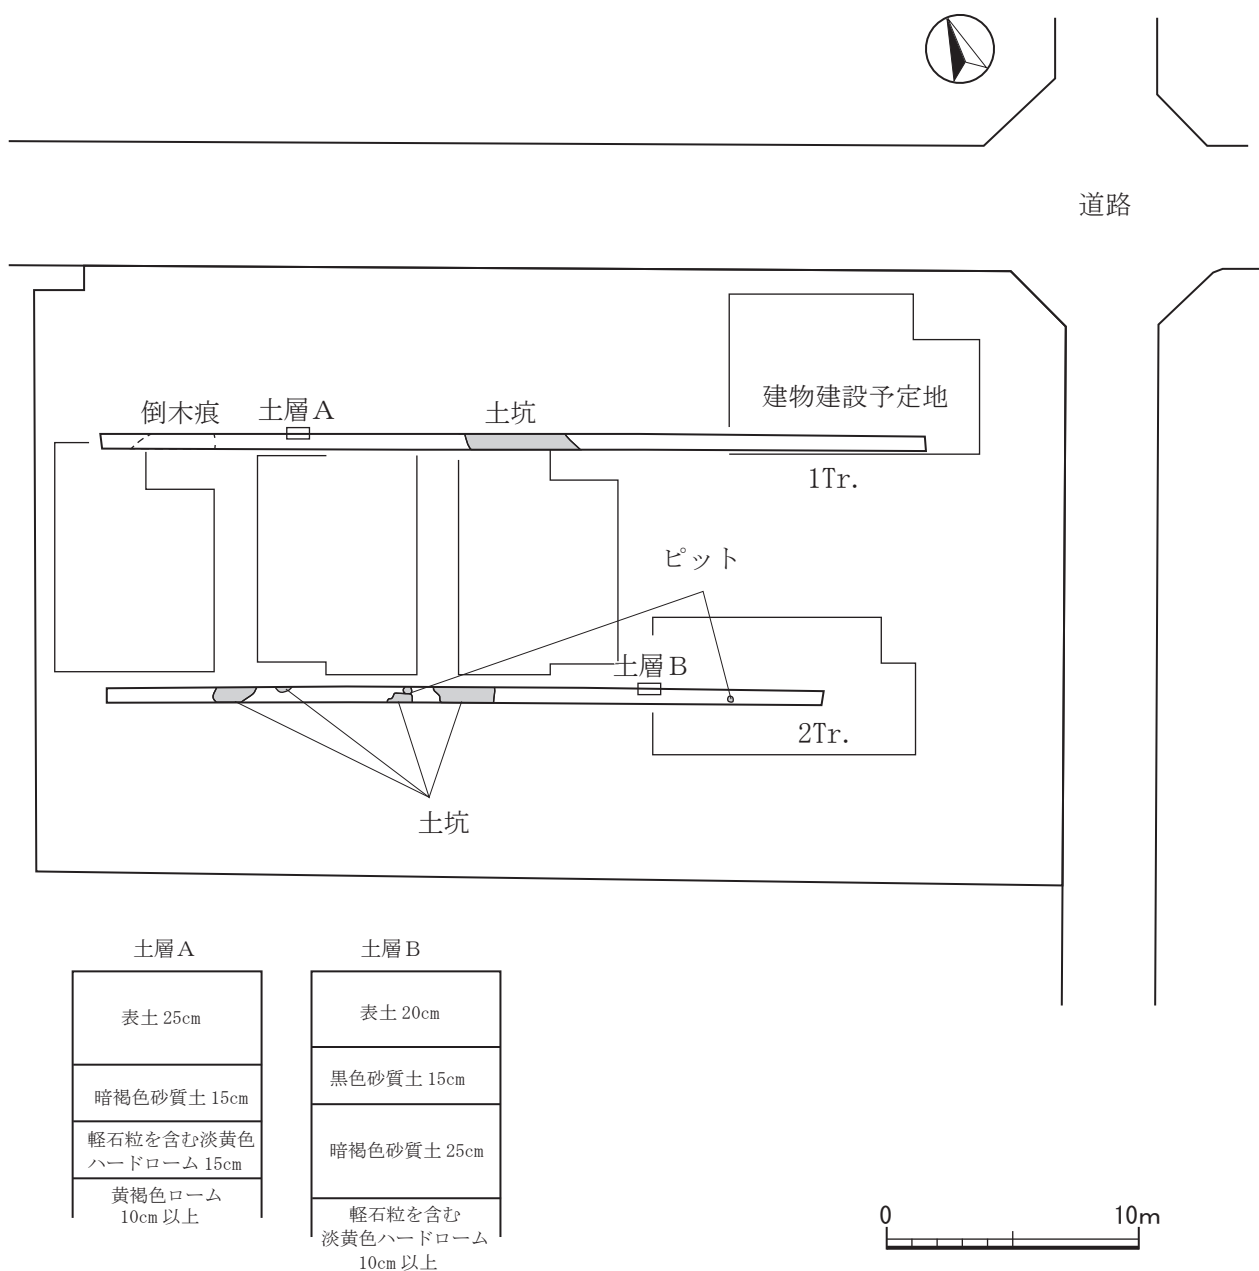 道路
建物建設予定地
倒木痕
土層A
土坑
1Tr.
ピット
土層B
2Tr.
土坑
土層A
表土 25cm
暗褐色砂質土 15cm
軽石粒を含む淡黄色
ハードローム 15cm
黄褐色ローム
10cm 以上
土層B
表土 20cm
黒色砂質土 15cm
暗褐色砂質土 25cm
軽石粒を含む
淡黄色ハードローム
10cm 以上
0 10m